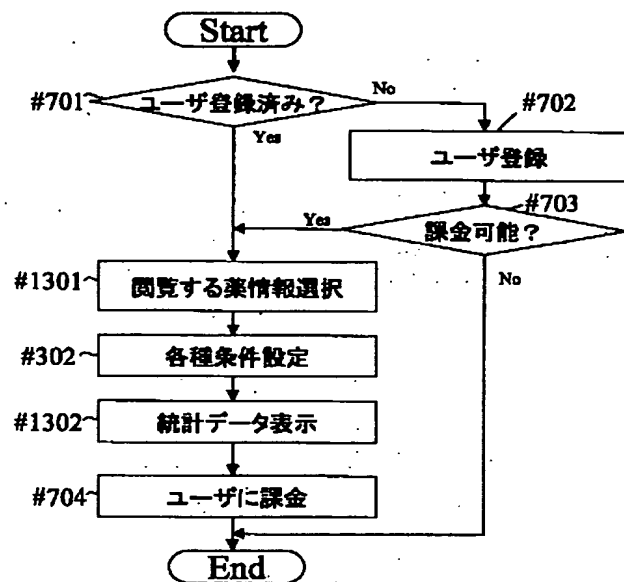 Start
#701
ユーザ登録済み?
No
#702
Yes
ユーザ登録
#703
Yes
課金可能?
No
#1301
閲覧する薬情報選択
#302
各種条件設定
#1302
統計データ表示
#704
ユーザに課金
End